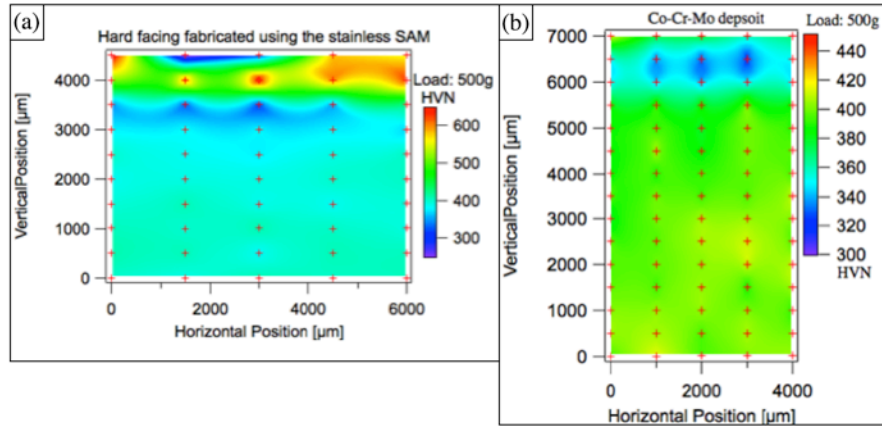 (a)
Hard facing fabricated using the stainless SAM
Load: 500g
HVN
VerticalPosition [µm]
4000
3000
2000
1000
0
600
500
400
300
0
2000
4000
6000
Horizontal Position [µm]
(b)
Co-Cr-Mo depsoit
Load: 500g
VerticalPosition [µm]
7000
6000
5000
4000
3000
2000
1000
0
440
420
400
380
360
340
320
300
HVN
0
2000
4000
Horizontal Position [µm]